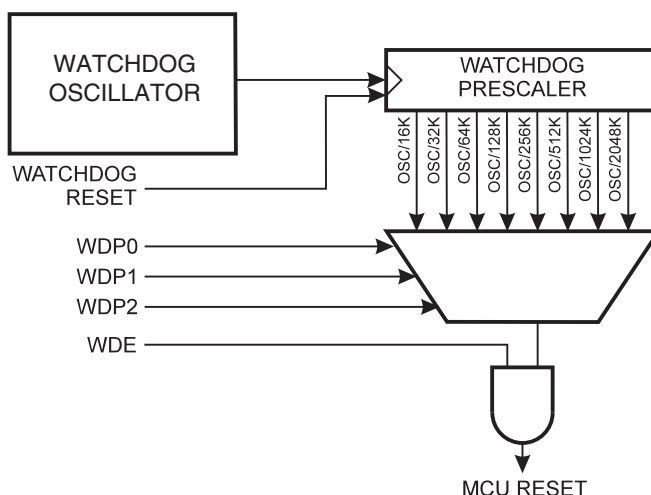 WATCHDOG
OSCILLATOR
WATCHDOG
PRESCALER
OSC/16K
OSC/32K
OSC/64K
OSC/128K
OSC/256K
OSC/512K
OSC/1024K
OSC/2048K
WATCHDOG
RESET
WDP0
WDP1
WDP2
WDE
MCU RESET